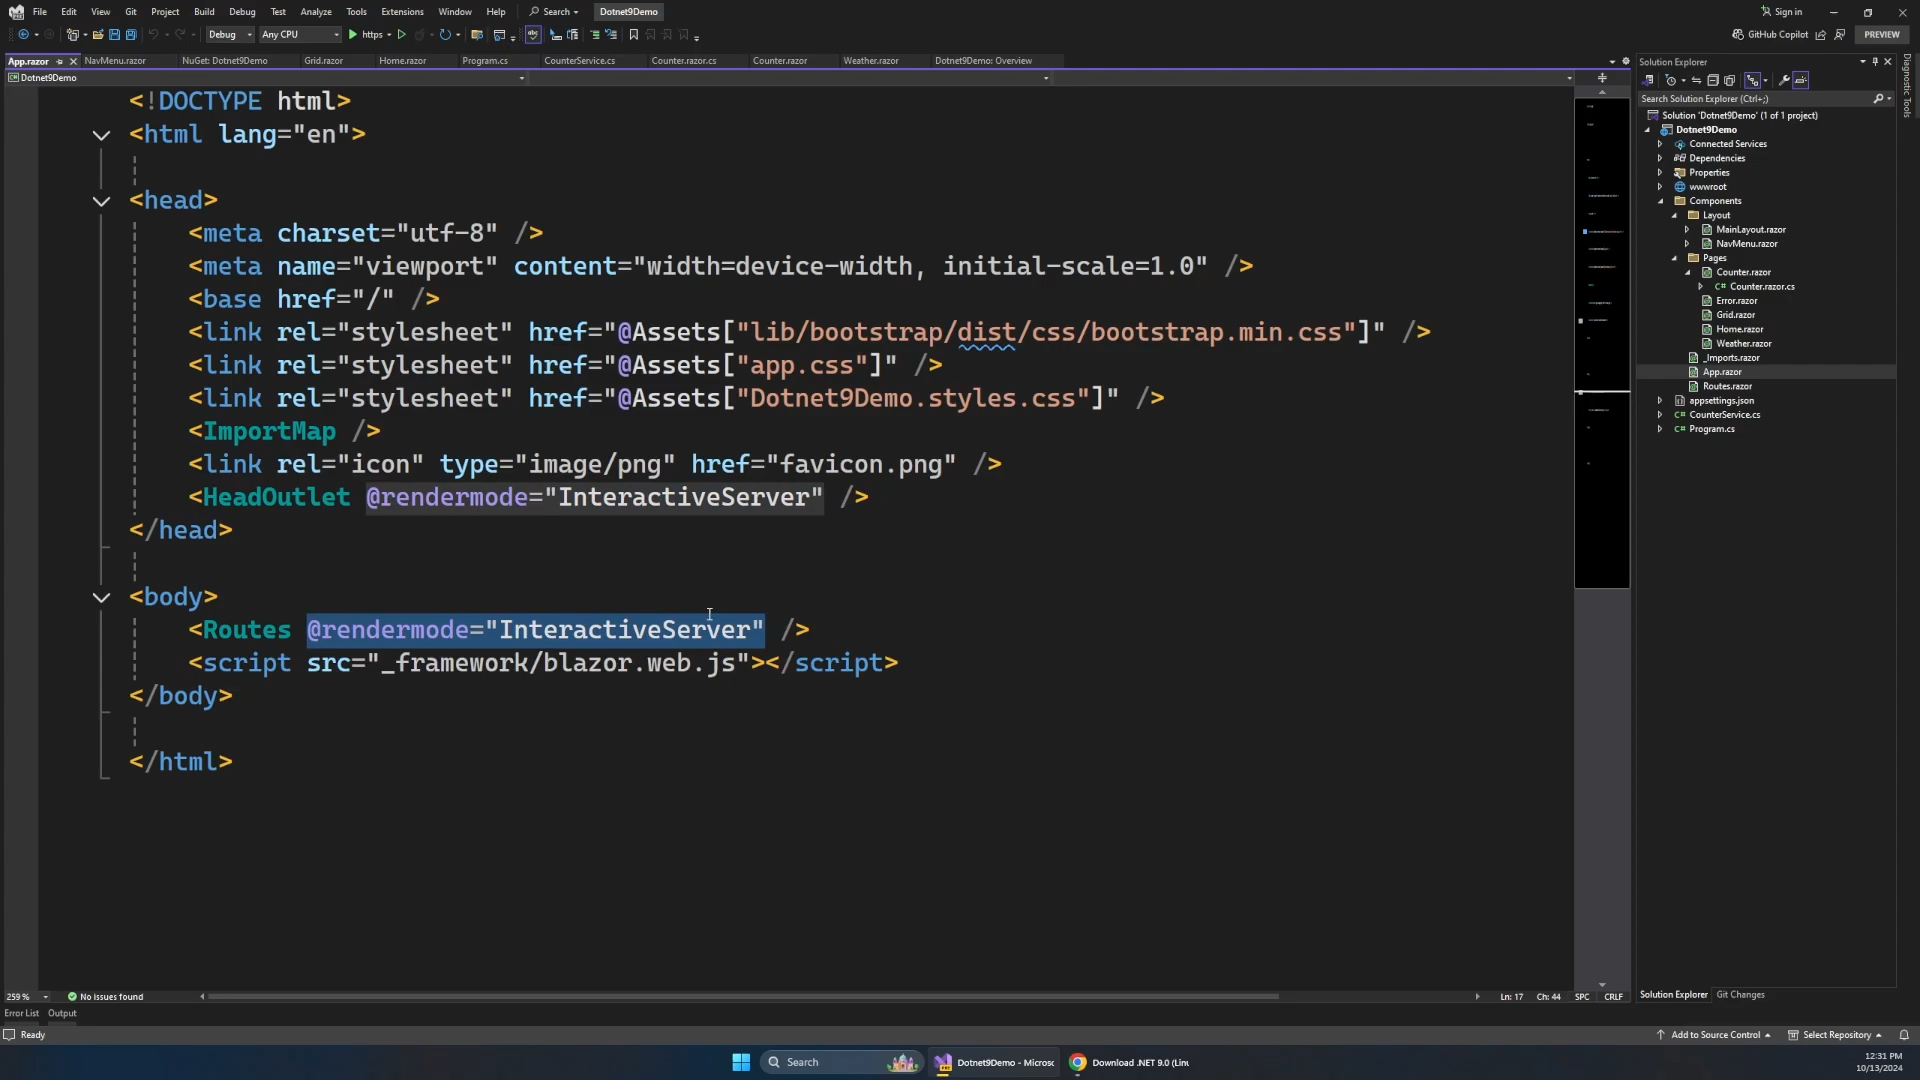 File Edit View Git Project Build Debug Test Analyze Tools Extensions Window Help Search Dotnet9Demo Sign in
Debug Any CPU https GitHub Copilot PREVIEW
App.razor NavMenu.razor NuGet: Dotnet9Demo Grid.razor Home.razor Program.cs CounterService.cs Counter.razor.cs Counter.razor Weather.razor Dotnet9Demo: Overview
Dotnet9Demo
<!DOCTYPE html>
<html lang="en">
<head>
<meta charset="utf-8" />
<meta name="viewport" content="width=device-width, initial-scale=1.0" />
<base href="/" />
<link rel="stylesheet" href="@Assets["lib/bootstrap/dist/css/bootstrap.min.css"]" />
<link rel="stylesheet" href="@Assets["app.css"]" />
<link rel="stylesheet" href="@Assets["Dotnet9Demo.styles.css"]" />
<ImportMap />
<link rel="icon" type="image/png" href="favicon.png" />
<HeadOutlet @rendermode="InteractiveServer" />
</head>
<body>
<Routes @rendermode="InteractiveServer" />
<script src="_framework/blazor.web.js"></script>
</body>
</html>
259 % No issues found Ln: 17 Ch: 44 SPC CRLF
Error List Output
Ready
Solution Explorer
Search Solution Explorer (Ctrl+;)
Solution 'Dotnet9Demo' (1 of 1 project)
Dotnet9Demo
Connected Services
Dependencies
Properties
wwwroot
Components
Layout
MainLayout.razor
NavMenu.razor
Pages
Counter.razor
C# Counter.razor.cs
Error.razor
Grid.razor
Home.razor
Weather.razor
_Imports.razor
App.razor
Routes.razor
appsettings.json
C# CounterService.cs
C# Program.cs
Solution Explorer Git Changes
Diagnostic Tools
Add to Source Control Select Repository
Search Dotnet9Demo - Micros Download .NET 9.0 (Lin
12:31 PM
10/13/2024